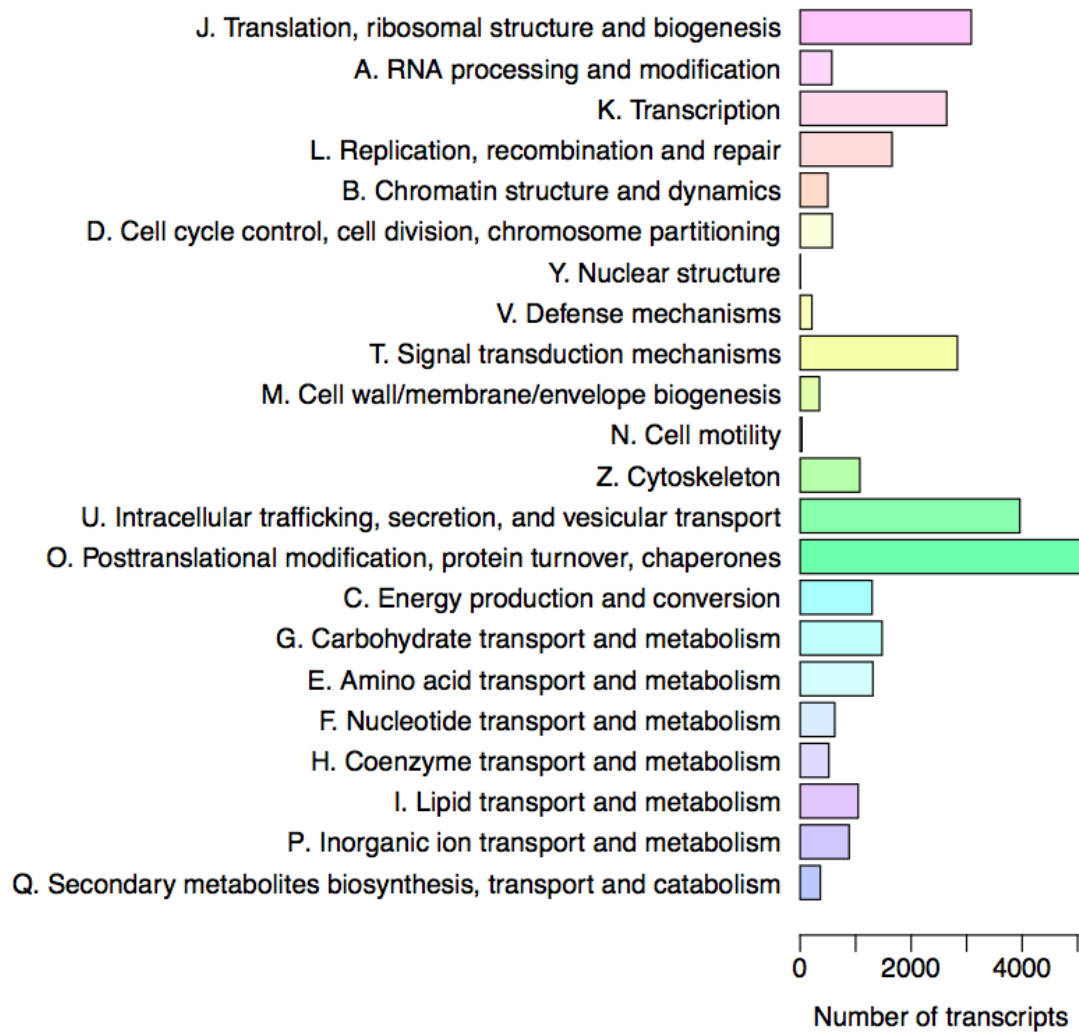 J. Translation, ribosomal structure and biogenesis
A. RNA processing and modification
K. Transcription
L. Replication, recombination and repair
B. Chromatin structure and dynamics
D. Cell cycle control, cell division, chromosome partitioning
Y. Nuclear structure
V. Defense mechanisms
T. Signal transduction mechanisms
M. Cell wall/membrane/envelope biogenesis
N. Cell motility
Z. Cytoskeleton
U. Intracellular trafficking, secretion, and vesicular transport
O. Posttranslational modification, protein turnover, chaperones
C. Energy production and conversion
G. Carbohydrate transport and metabolism
E. Amino acid transport and metabolism
F. Nucleotide transport and metabolism
H. Coenzyme transport and metabolism
I. Lipid transport and metabolism
P. Inorganic ion transport and metabolism
Q. Secondary metabolites biosynthesis, transport and catabolism
0 2000 4000
Number of transcripts